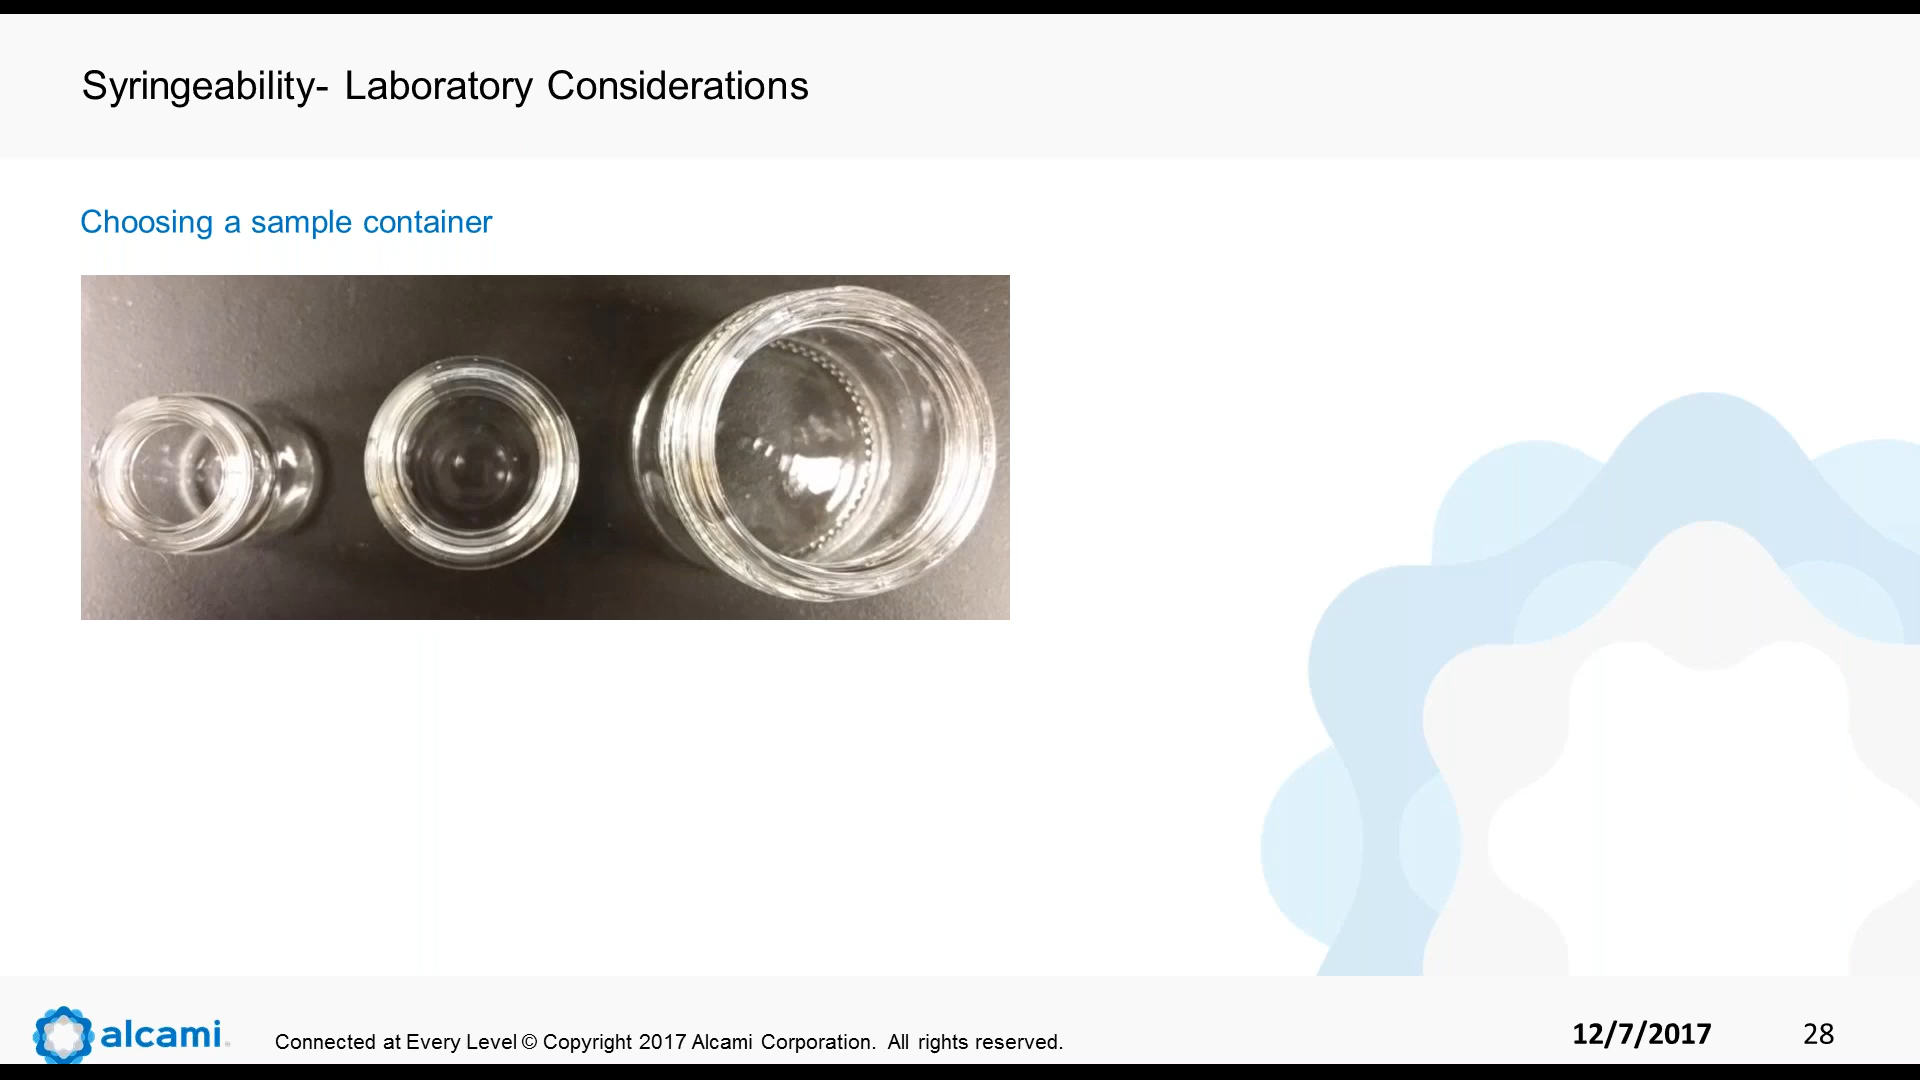 Syringeability- Laboratory Considerations
Choosing a sample container
alcami
Connected at Every Level © Copyright 2017 Alcami Corporation. All rights reserved.
12/7/2017
28